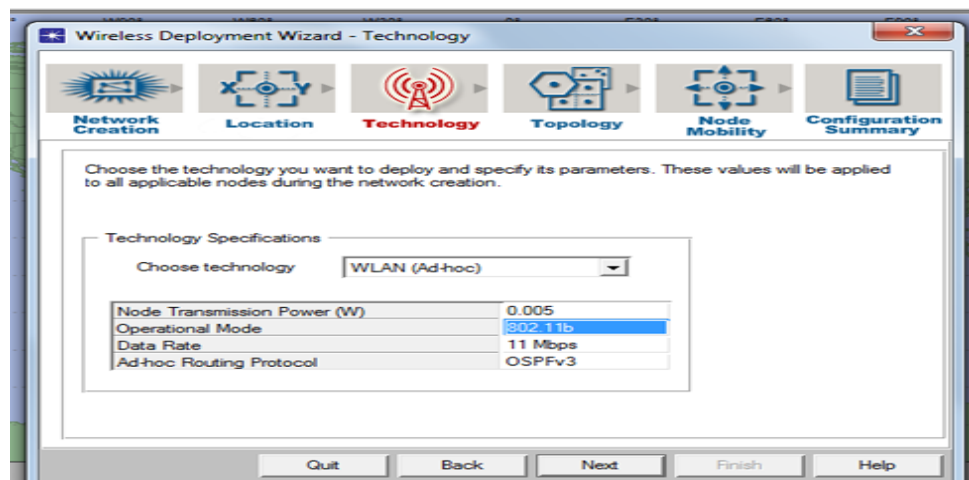 Wireless Deployment Wizard - Technology
Network Creation
Location
Technology
Topology
Node Mobility
Configuration Summary
Choose the technology you want to deploy and specify its parameters. These values will be applied
to all applicable nodes during the network creation.
Technology Specifications
Choose technology WLAN (Ad-hoc)
Node Transmission Power (W) 0.005
Operational Mode 802.11b
Data Rate 11 Mbps
Ad-hoc Routing Protocol OSPFv3
Quit Back Next Finish Help